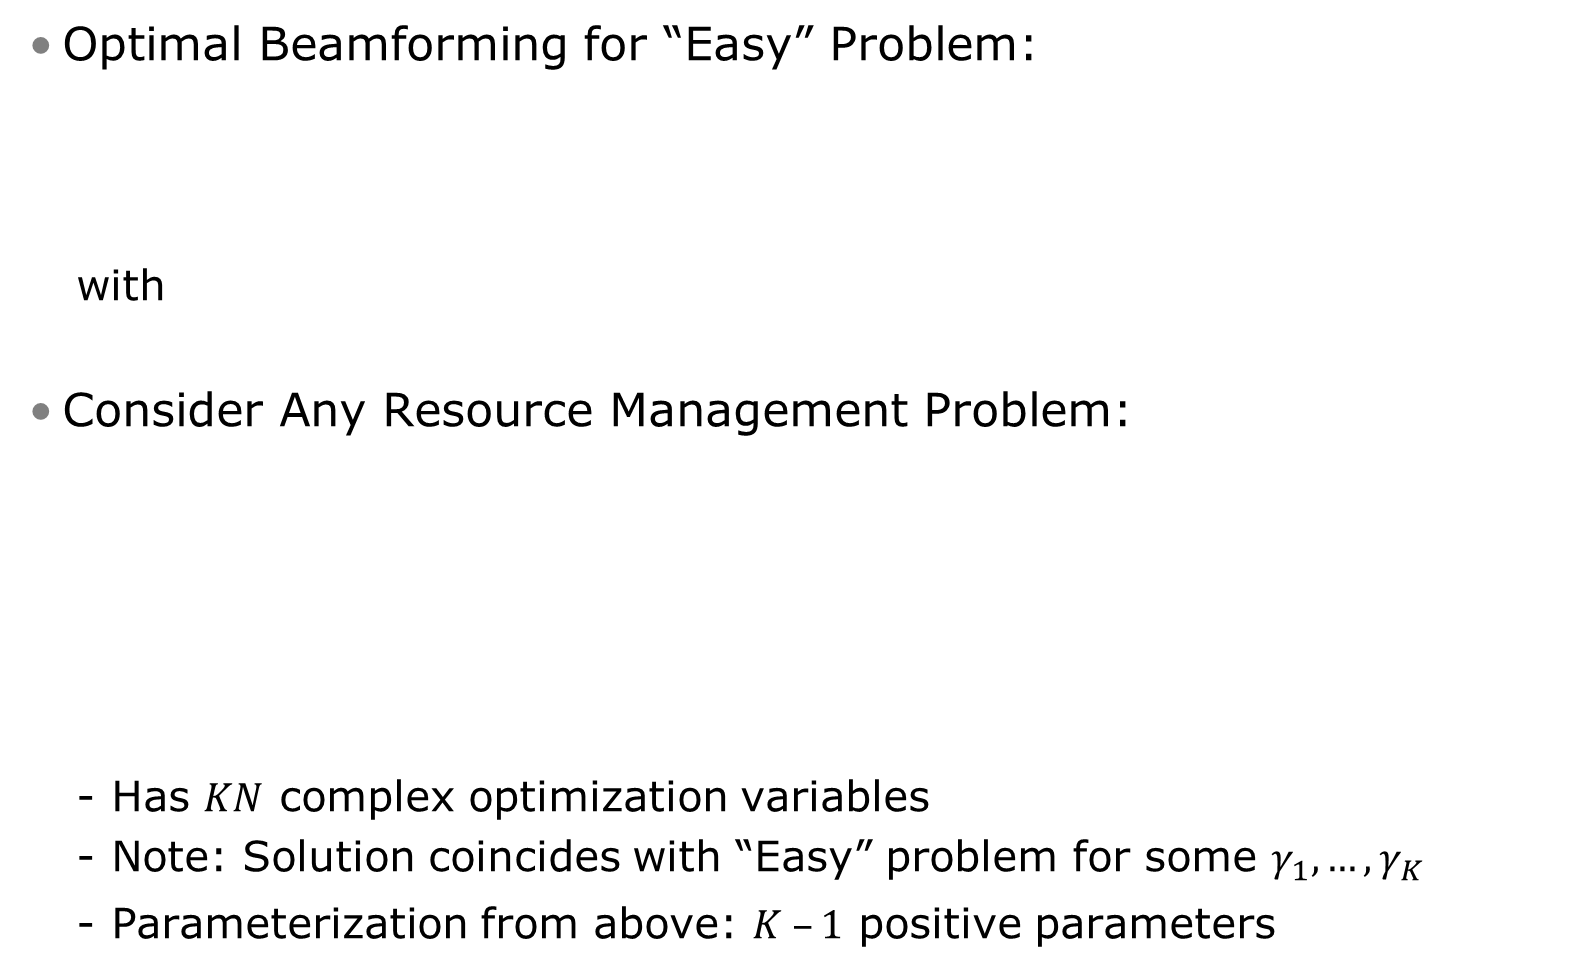 • Optimal Beamforming for “Easy” Problem:
with
• Consider Any Resource Management Problem:
- Has KN complex optimization variables
- Note: Solution coincides with “Easy” problem for some γ₁, …, γ_K
- Parameterization from above: K – 1 positive parameters